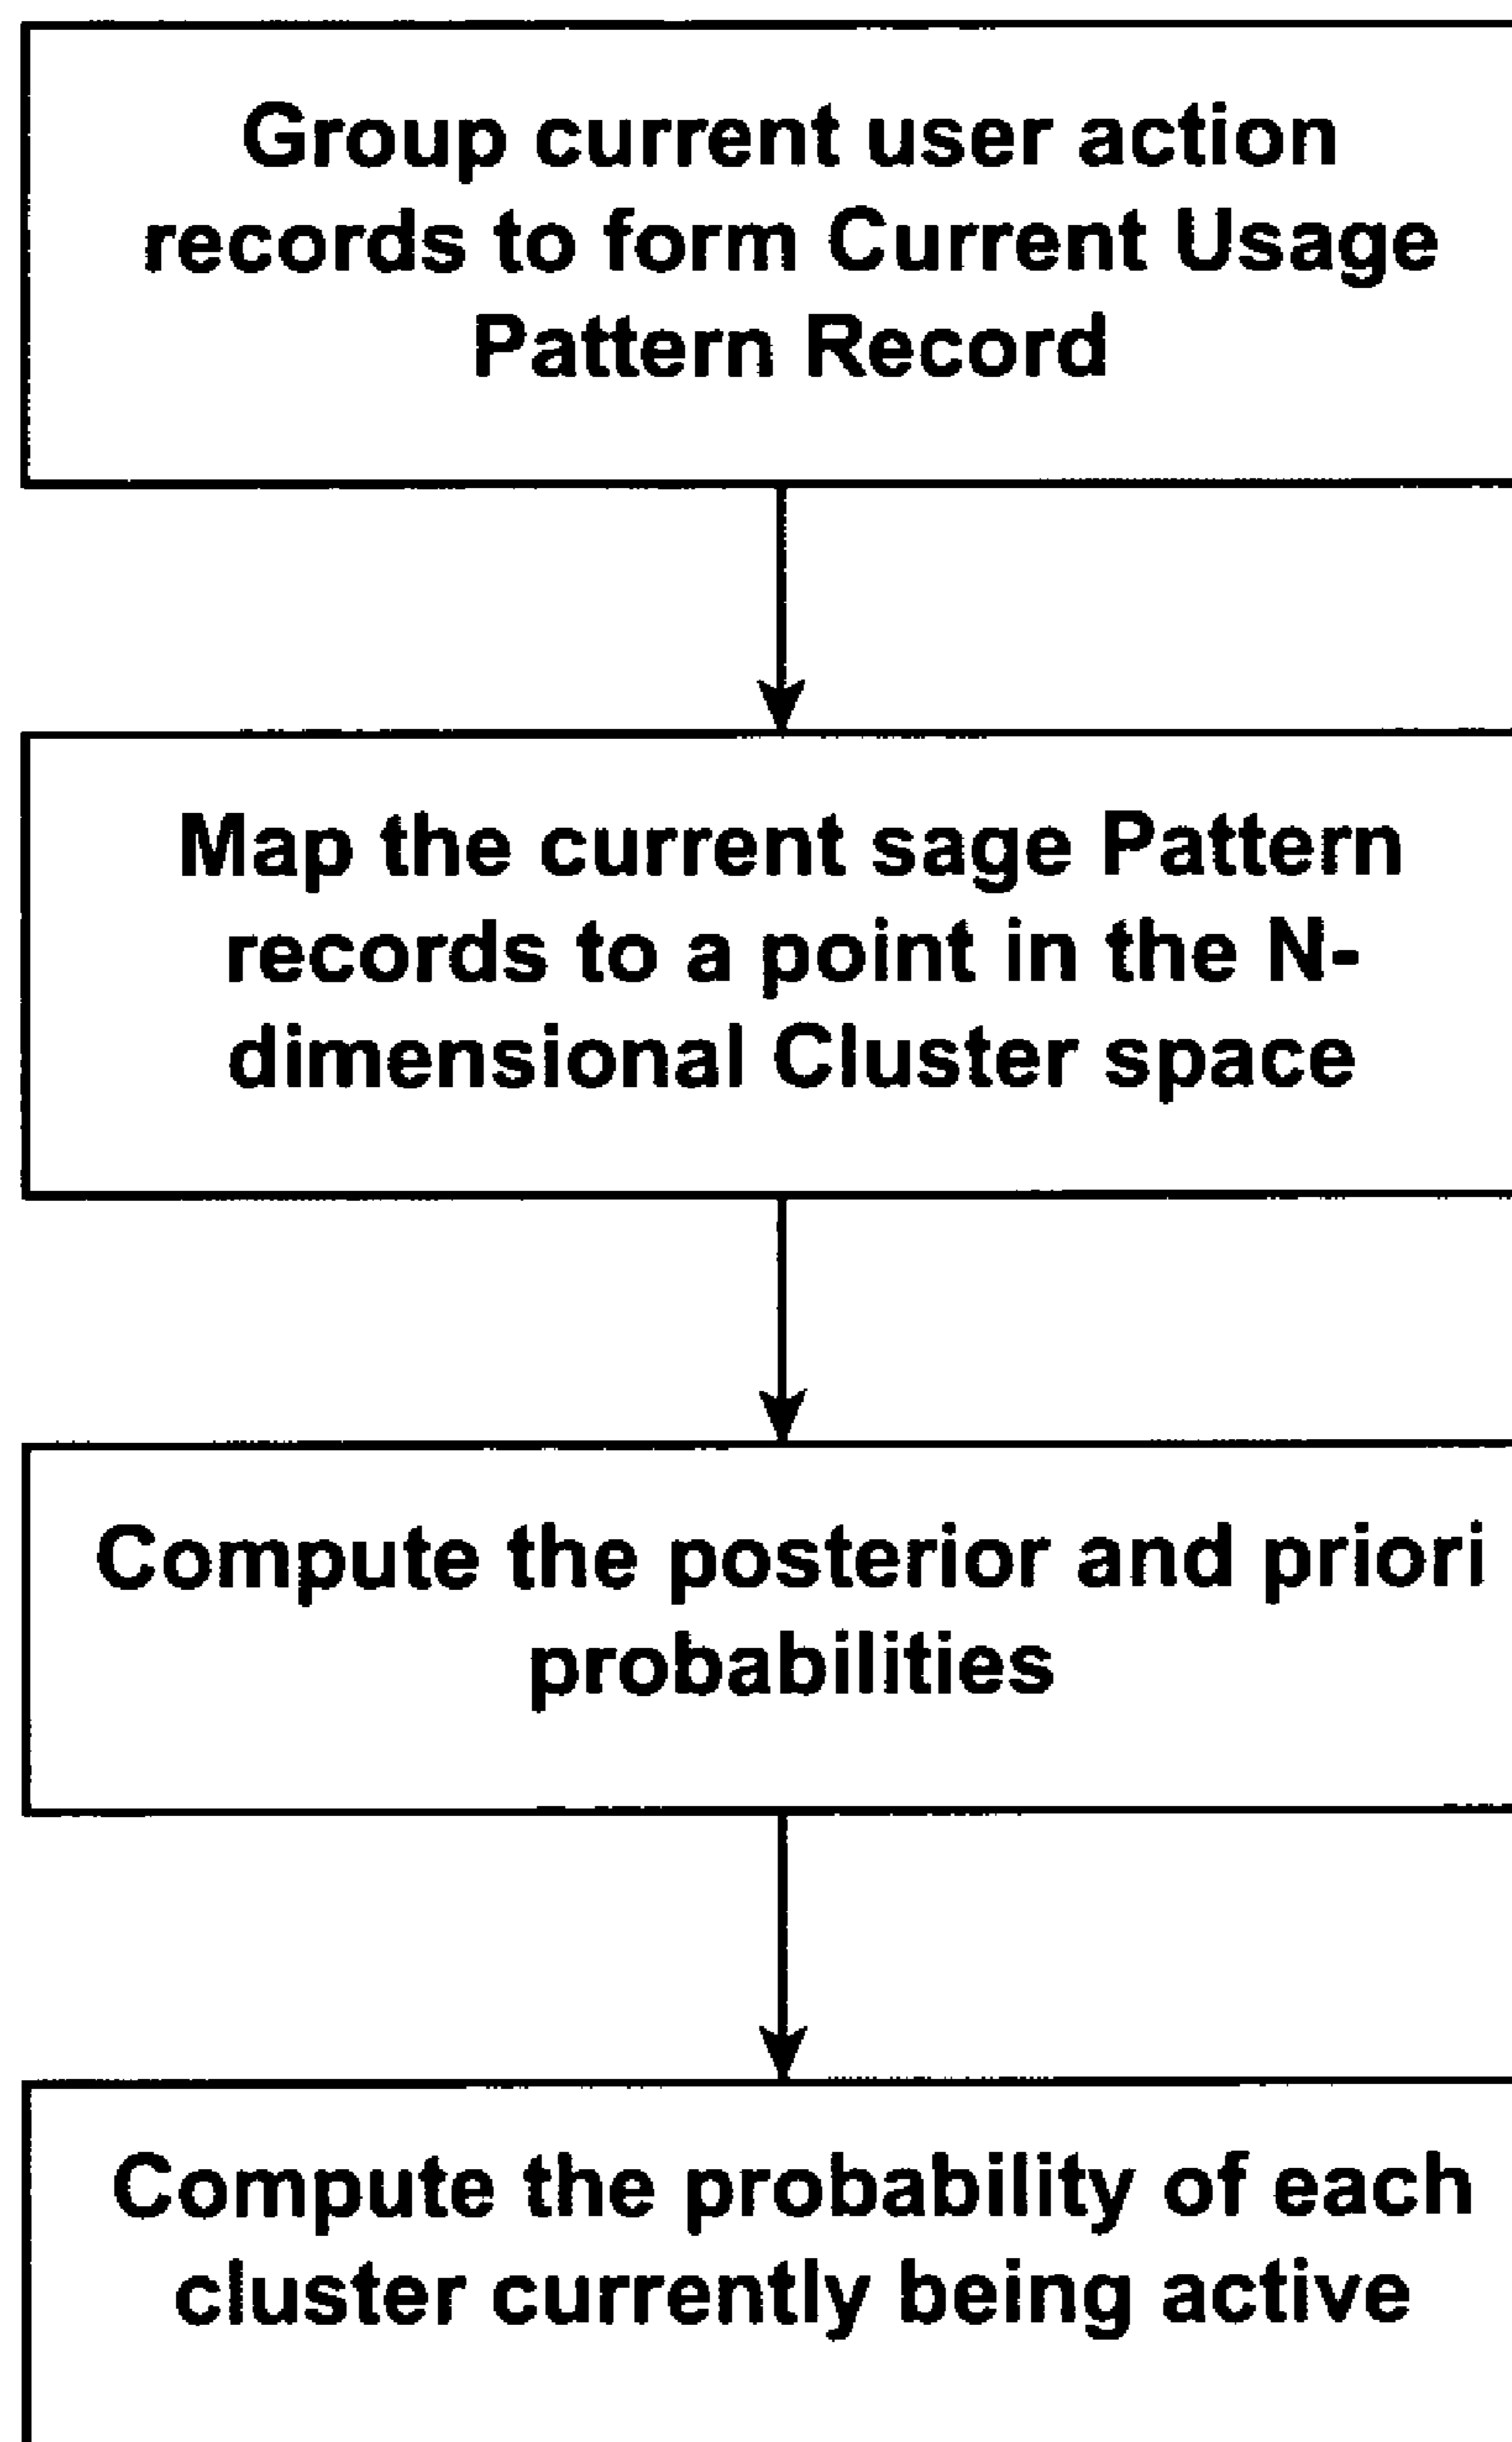 Group current user action
records to form Current Usage
Pattern Record
Map the current sage Pattern
records to a point in the N-
dimensional Cluster space
Compute the posterior and priori
probabilities
Compute the probability of each
cluster currently being active